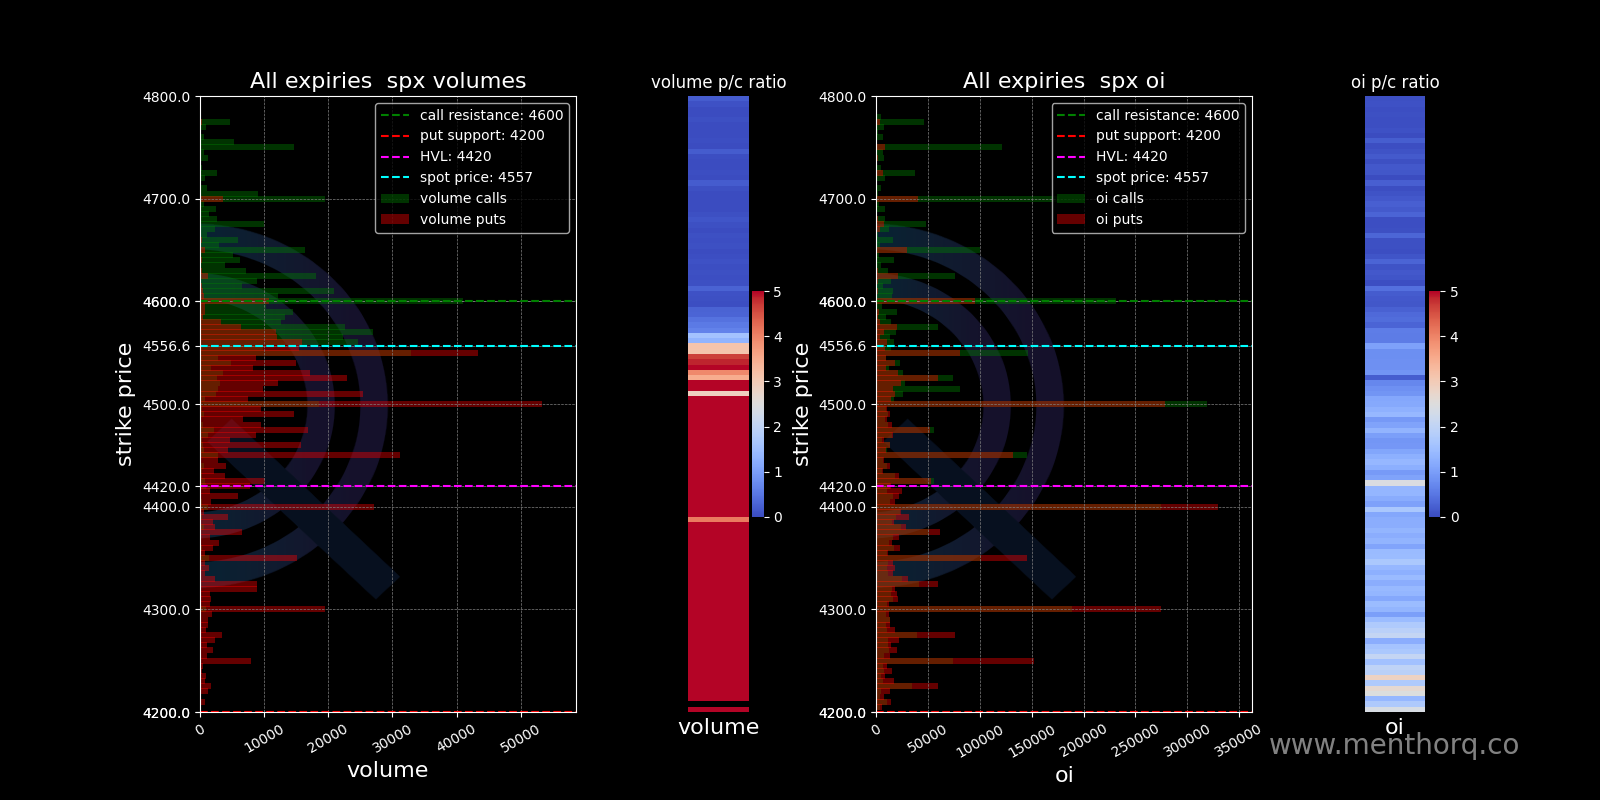 All expiries  spx volumes
volume p/c ratio
All expiries  spx oi
oi p/c ratio
4800.0
4700.0
4600.0
4556.6
4500.0
4420.0
4400.0
4300.0
4200.0
strike price
call resistance: 4600
put support: 4200
HVL: 4420
spot price: 4557
volume calls
volume puts
0
10000
20000
30000
40000
50000
volume
5
4
3
2
1
0
volume
4800.0
4700.0
4600.0
4556.6
4500.0
4420.0
4400.0
4300.0
4200.0
strike price
call resistance: 4600
put support: 4200
HVL: 4420
spot price: 4557
oi calls
oi puts
0
50000
100000
150000
200000
250000
300000
350000
oi
5
4
3
2
1
0
oi
www.menthorq.co